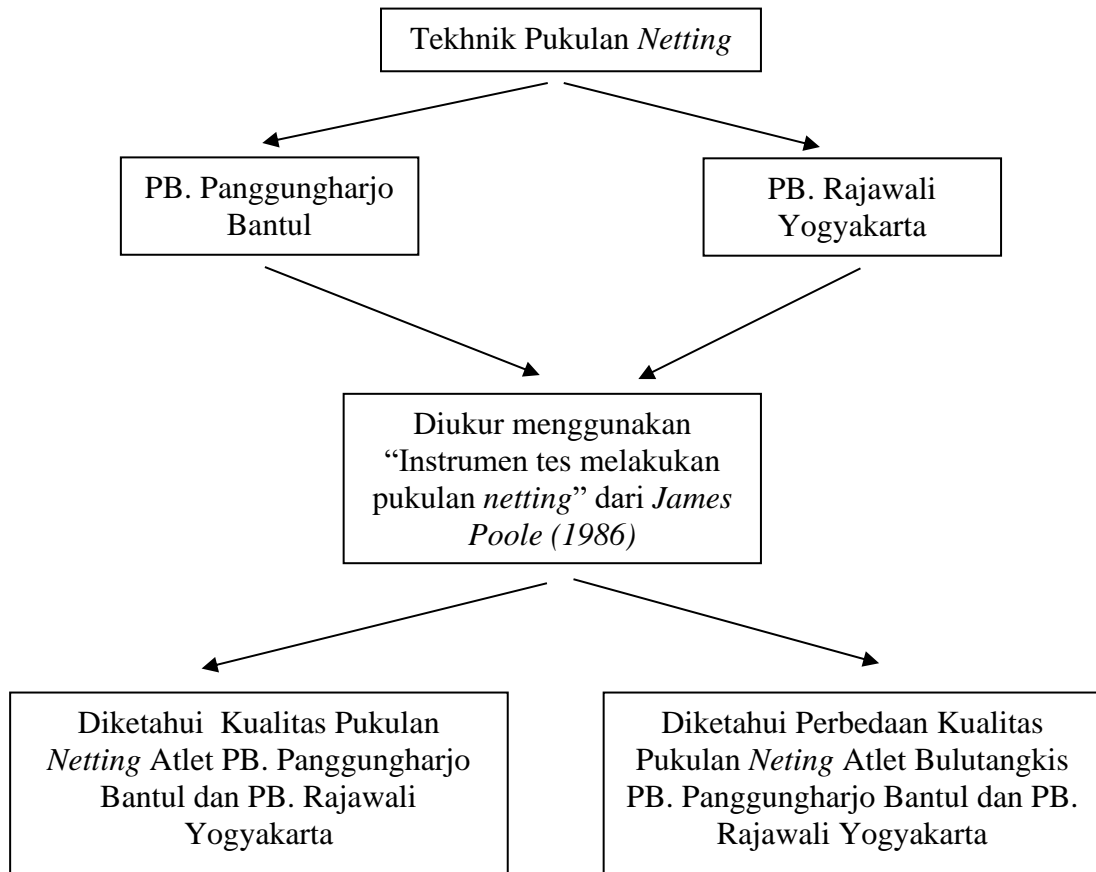 Tekhnik Pukulan Netting
PB. Panggungharjo
Bantul
PB. Rajawali
Yogyakarta
Diukur menggunakan
“Instrumen tes melakukan
pukulan netting” dari James
Poole (1986)
Diketahui Kualitas Pukulan
Netting Atlet PB. Panggungharjo
Bantul dan PB. Rajawali
Yogyakarta
Diketahui Perbedaan Kualitas
Pukulan Neting Atlet Bulutangkis
PB. Panggungharjo Bantul dan PB.
Rajawali Yogyakarta